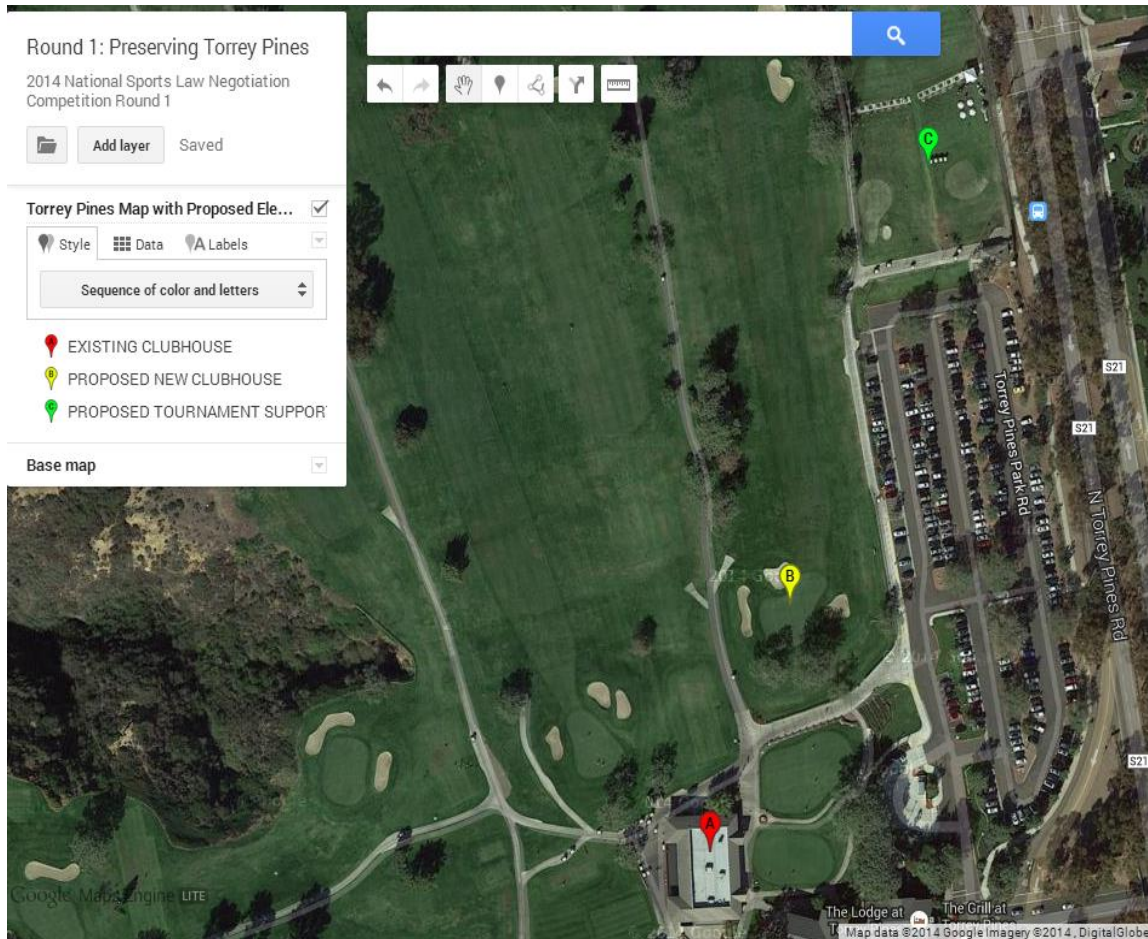 Round 1: Preserving Torrey Pines
2014 National Sports Law Negotiation
Competition Round 1
Add layer
Saved
Torrey Pines Map with Proposed Ele...
Style
Data
A Labels
Sequence of color and letters
A EXISTING CLUBHOUSE
B PROPOSED NEW CLUBHOUSE
C PROPOSED TOURNAMENT SUPPOR
Base map
C
S21
S21
Torrey Pines Park Rd
N Torrey Pines Rd
B
S21
A
Google Maps Engine LITE
The Lodge at
The Grill at
Map data ©2014 Google Imagery ©2014 , DigitalGlobe